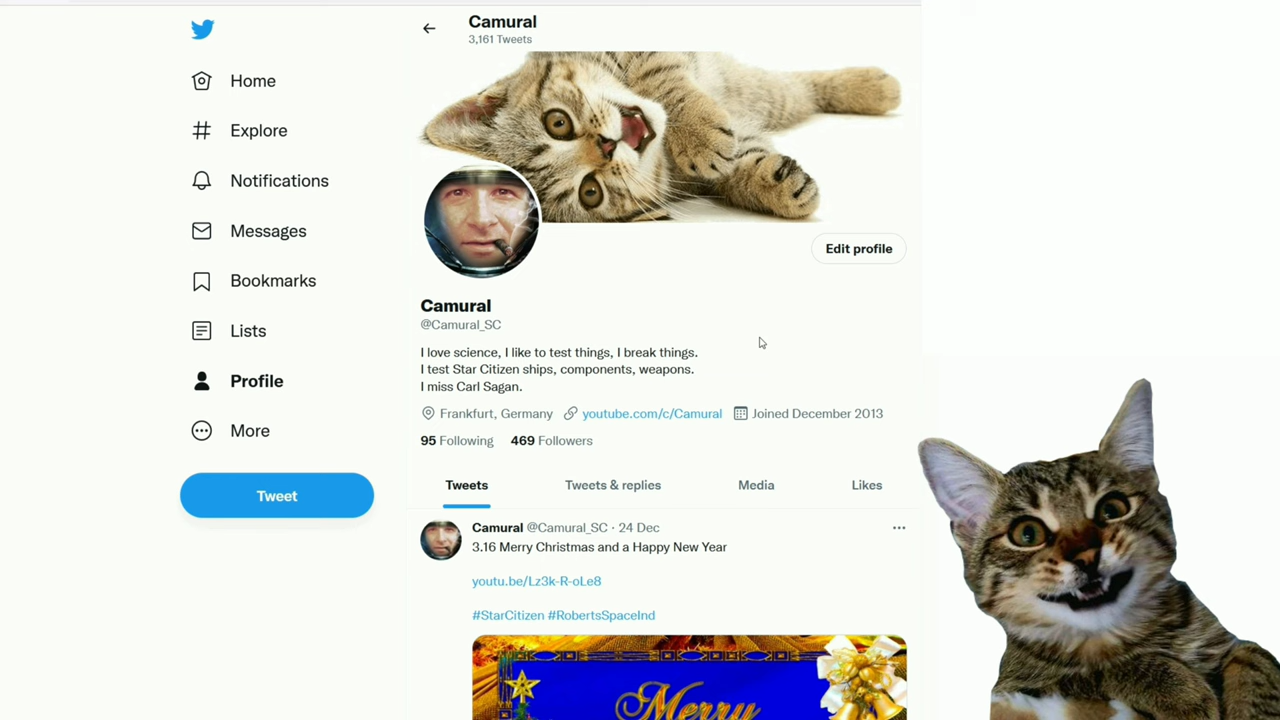 Camural
3,161 Tweets
Home
Explore
Notifications
Messages
Bookmarks
Lists
Profile
More
Tweet
Edit profile
Camural
@Camural_SC
I love science, I like to test things, I break things.
I test Star Citizen ships, components, weapons.
I miss Carl Sagan.
Frankfurt, Germany youtube.com/c/Camural Joined December 2013
95 Following 469 Followers
Tweets Tweets & replies Media Likes
Camural @Camural_SC · 24 Dec
3.16 Merry Christmas and a Happy New Year
youtu.be/Lz3k-R-oLe8
#StarCitizen #RobertsSpaceInd
Merry